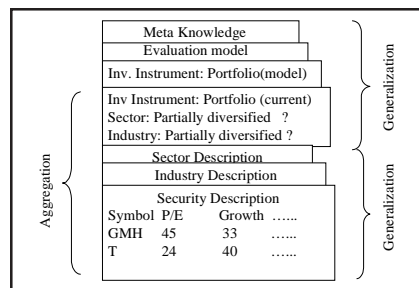 Meta Knowledge
Evaluation model
Inv. Instrument: Portfolio(model)
Inv Instrument: Portfolio (current)
Sector: Partially diversified ?
Industry: Partially diversified ?
Sector Description
Industry Description
Security Description
Symbol P/E Growth …...
GMH 45 33 …...
T 24 40 …...
Aggregation
Generalization
Generalization